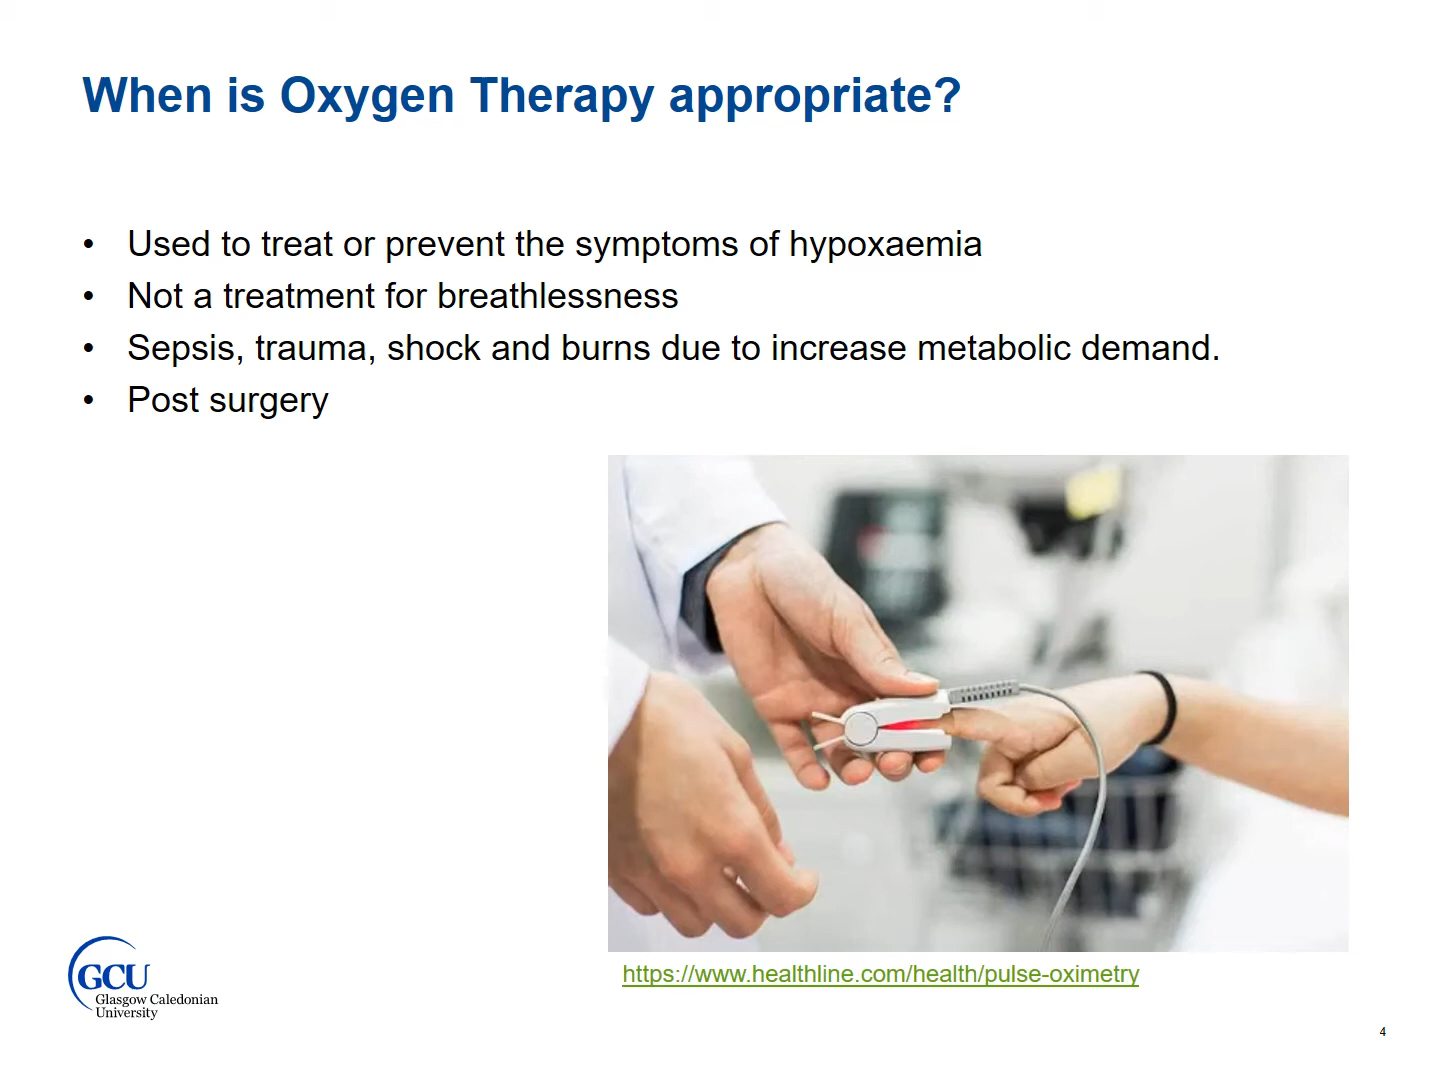 When is Oxygen Therapy appropriate?
• Used to treat or prevent the symptoms of hypoxaemia
• Not a treatment for breathlessness
• Sepsis, trauma, shock and burns due to increase metabolic demand.
• Post surgery
https://www.healthline.com/health/pulse-oximetry
GCU
Glasgow Caledonian
University
4